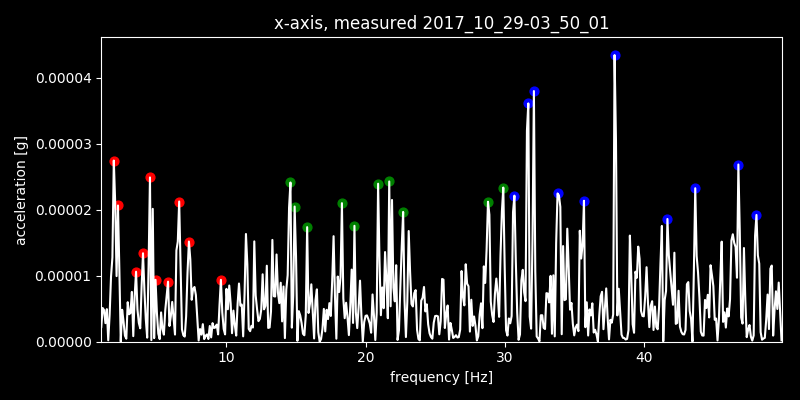 x-axis, measured 2017_10_29-03_50_01
0.00004
0.00003
0.00002
0.00001
0.00000
acceleration [g]
10 20 30 40
frequency [Hz]